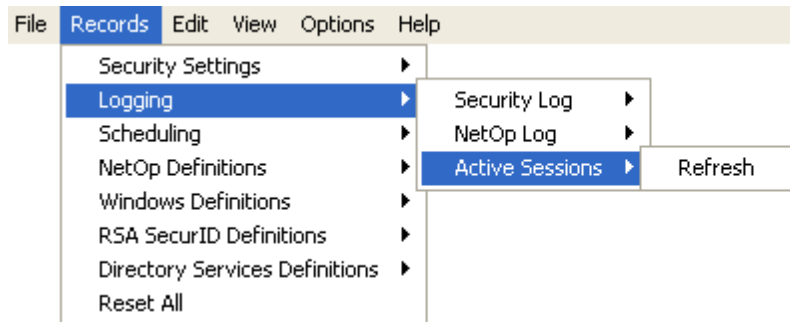 File Records Edit View Options Help
Security Settings
Logging Security Log
Scheduling NetOp Log
NetOp Definitions Active Sessions Refresh
Windows Definitions
RSA SecurID Definitions
Directory Services Definitions
Reset All